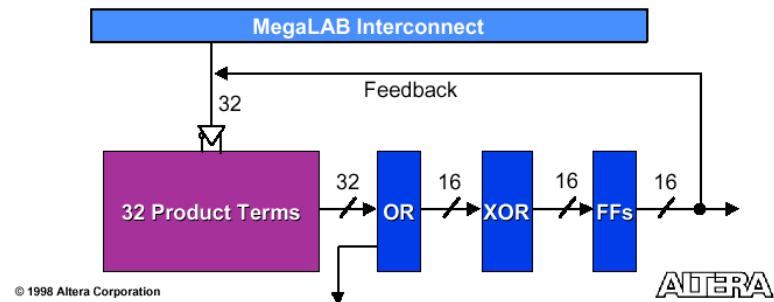 MegaLAB Interconnect
Feedback
32
32 Product Terms
32
OR
16
XOR
16
FFs
16
© 1998 Altera Corporation
ALTERA